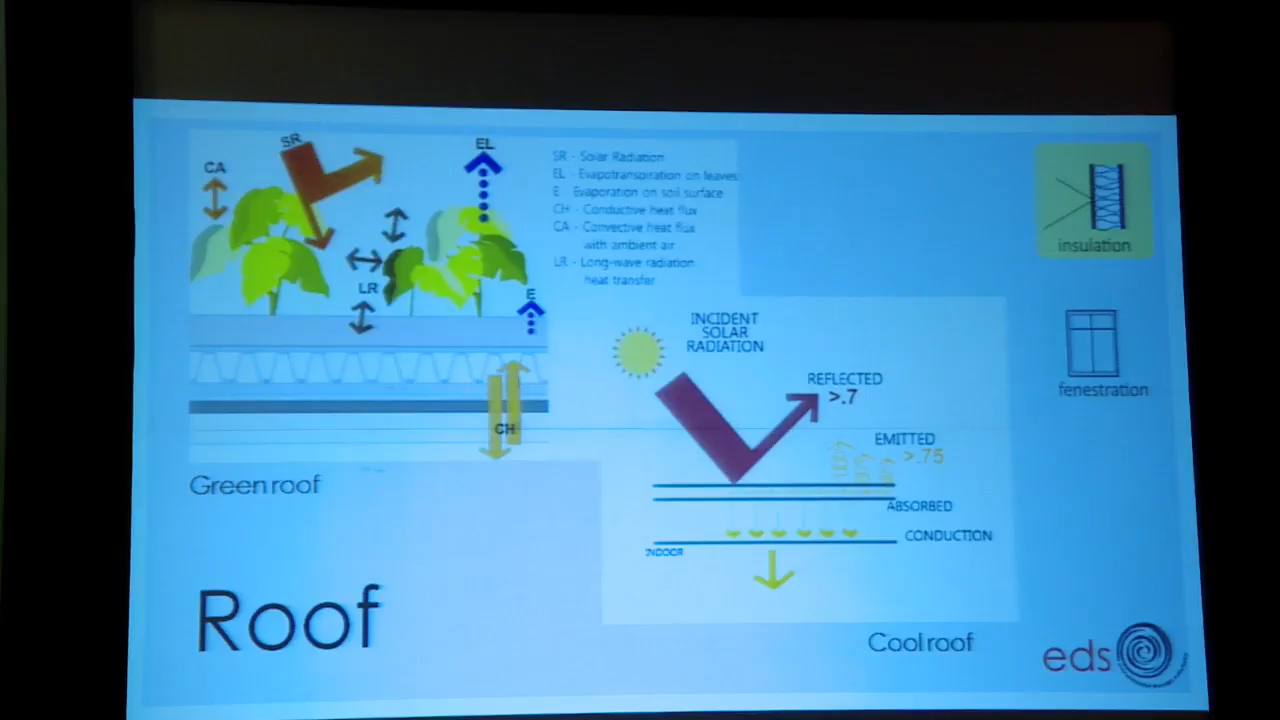 SR
CA
EL
LR
E
CH
SR - Solar Radiation
EL - Evapotranspiration on leaves
E Evaporation on soil surface
CH - Conductive heat flux
CA - Convective heat flux
with ambient air
LR - Long-wave radiation
heat transfer
Green roof
INCIDENT
SOLAR
RADIATION
REFLECTED
>.7
EMITTED
>.75
ABSORBED
CONDUCTION
INDOOR
Cool roof
Roof
insulation
fenestration
eds